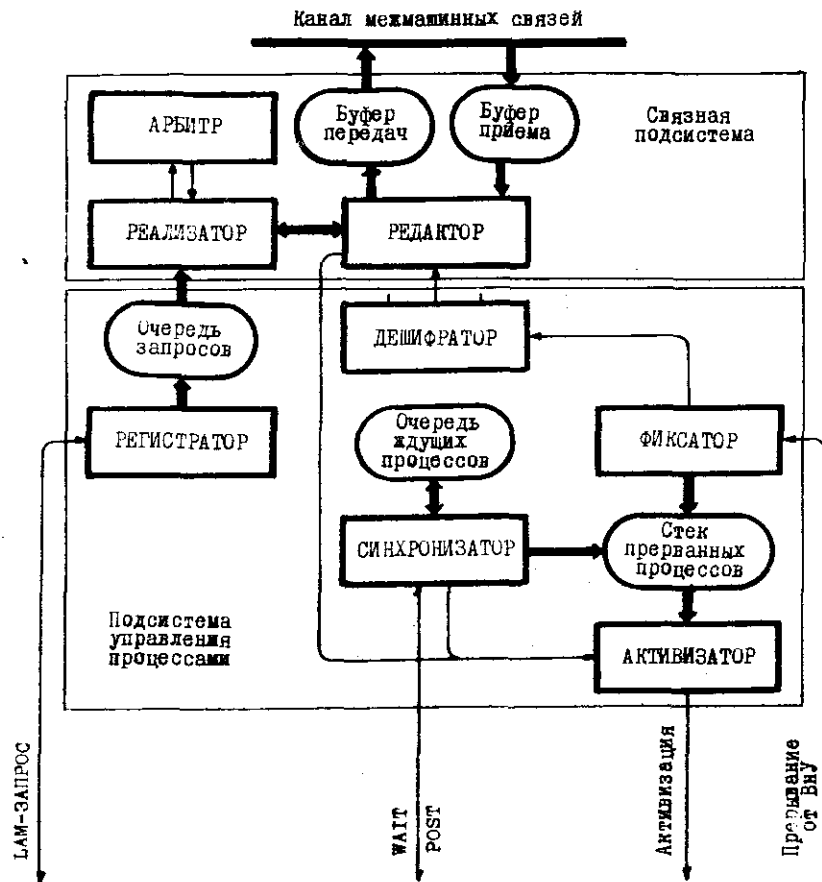 Канал межмашинных связей
АРБИТР
Буфер
передач
Буфер
приема
Связная
подсистема
РЕАЛИЗАТОР
РЕДАКТОР
Очередь
запросов
ДЕШИФРАТОР
РЕГИСТРАТОР
Очередь
ждущих
процессов
ФИКСАТОР
СИНХРОНИЗАТОР
Стек
прерванных
процессов
Подсистема
управления
процессами
АКТИВИЗАТОР
LAM-ЗАПРОС
WAIT
POST
Активизация
Прерывание
от ВнУ